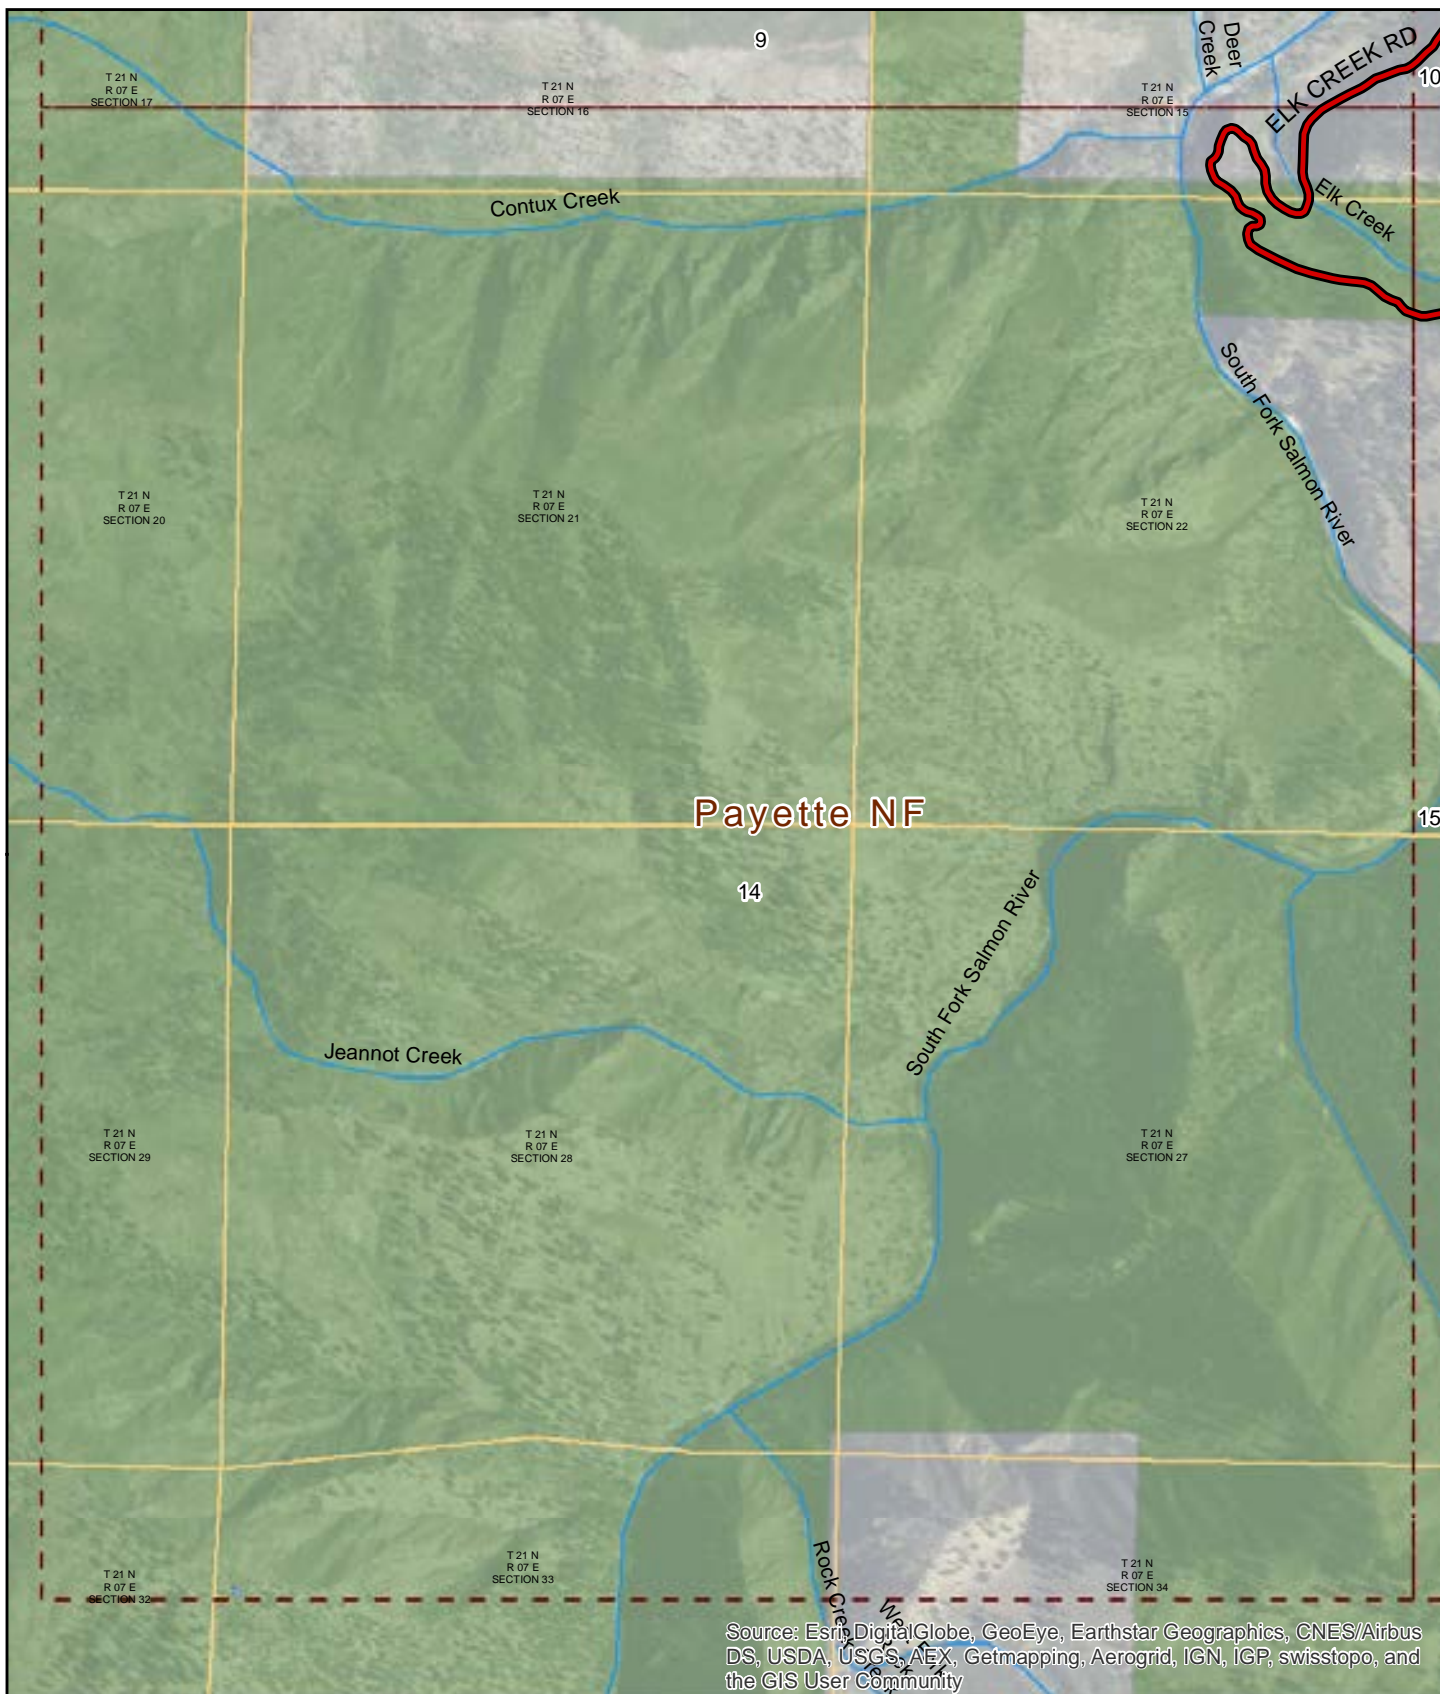 9
Deer
Creek
ELK CREEK RD
10
T 21 N
R 07 E
SECTION 17
T 21 N
R 07 E
SECTION 16
T 21 N
R 07 E
SECTION 15
Contux Creek
Elk Creek
South Fork Salmon River
T 21 N
R 07 E
SECTION 20
T 21 N
R 07 E
SECTION 21
T 21 N
R 07 E
SECTION 22
Payette NF
15
14
South Fork Salmon River
Jeannot Creek
T 21 N
R 07 E
SECTION 29
T 21 N
R 07 E
SECTION 28
T 21 N
R 07 E
SECTION 27
T 21 N
R 07 E
SECTION 32
T 21 N
R 07 E
SECTION 33
T 21 N
R 07 E
SECTION 34
Rock Creek
Source: Esri, DigitalGlobe, GeoEye, Earthstar Geographics, CNES/Airbus
DS, USDA, USGS, AEX, Getmapping, Aerogrid, IGN, IGP, swisstopo, and
the GIS User Community